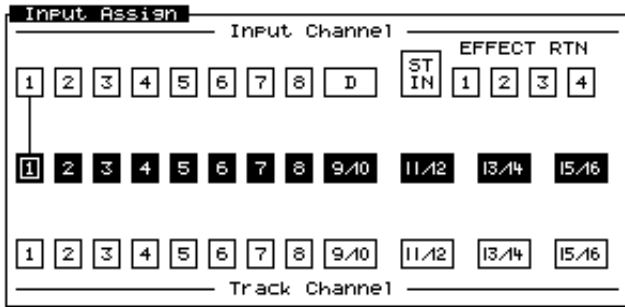 Input Assign
Input Channel
EFFECT RTN
1 2 3 4 5 6 7 8 D ST IN 1 2 3 4
1 2 3 4 5 6 7 8 9/10 11/12 13/14 15/16
1 2 3 4 5 6 7 8 9/10 11/12 13/14 15/16
Track Channel